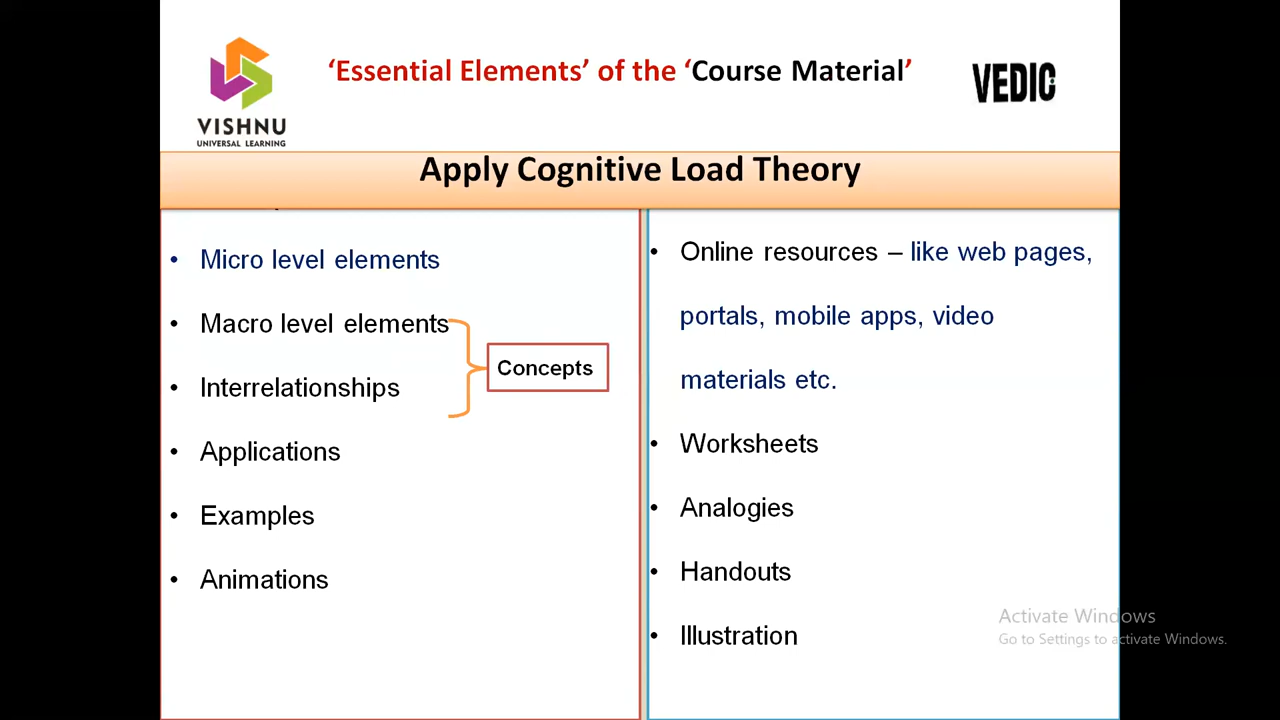 ‘Essential Elements’ of the ‘Course Material’
VISHNU
UNIVERSAL LEARNING
VEDIC
Apply Cognitive Load Theory
• Micro level elements
• Macro level elements
• Interrelationships
Concepts
• Applications
• Examples
• Animations
• Online resources – like web pages,
portals, mobile apps, video
materials etc.
• Worksheets
• Analogies
• Handouts
• Illustration
Activate Windows
Go to Settings to activate Windows.